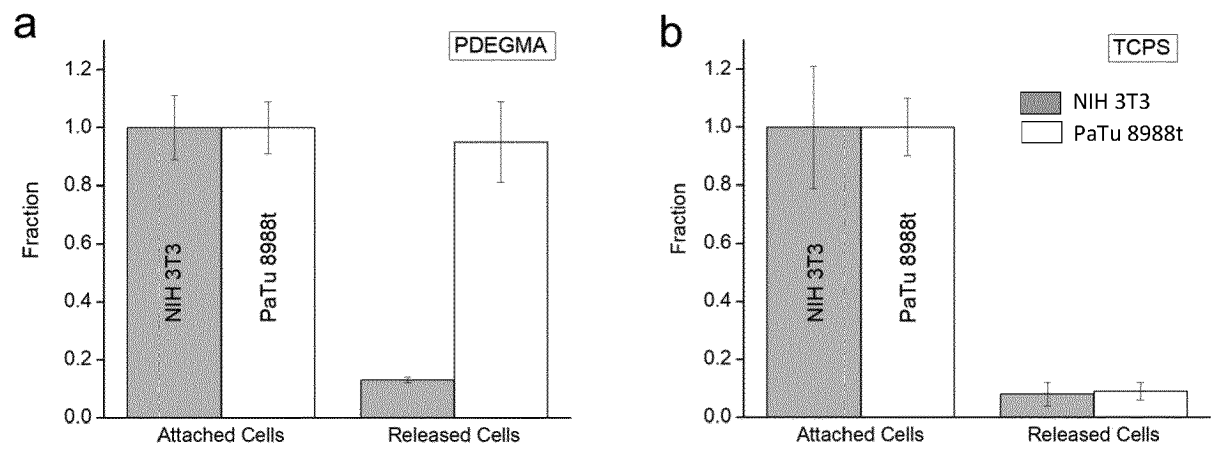 a
PDEGMA
1.2
1.0
0.8
0.6
0.4
0.2
0.0
Fraction
NIH 3T3
PaTu 8988t
Attached Cells
Released Cells
b
TCPS
NIH 3T3
PaTu 8988t
1.2
1.0
0.8
0.6
0.4
0.2
0.0
Fraction
NIH 3T3
PaTu 8988t
Attached Cells
Released Cells